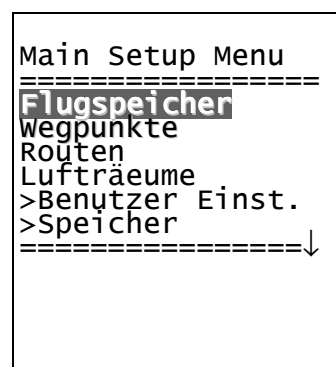 Main Setup Menu
=================
Flugspeicher
Wegpunkte
Routen
Lufträeume
>Benutzer Einst.
>Speicher
================↓